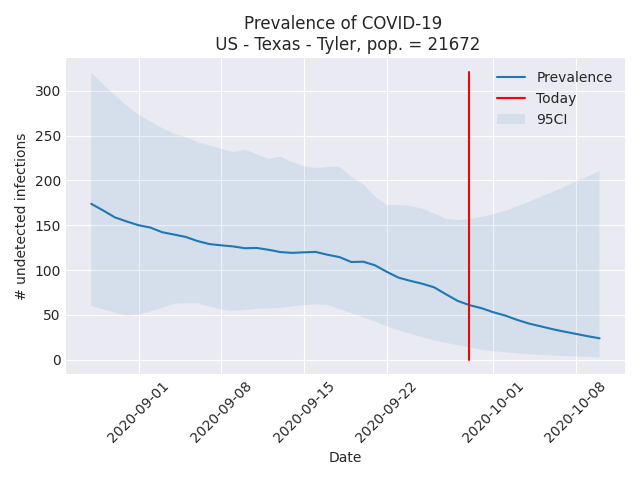 Prevalence of COVID-19
US - Texas - Tyler, pop. = 21672
Prevalence
Today
95CI
# undetected infections
300
250
200
150
100
50
0
2020-09-01
2020-09-08
2020-09-15
2020-09-22
2020-10-01
2020-10-08
Date